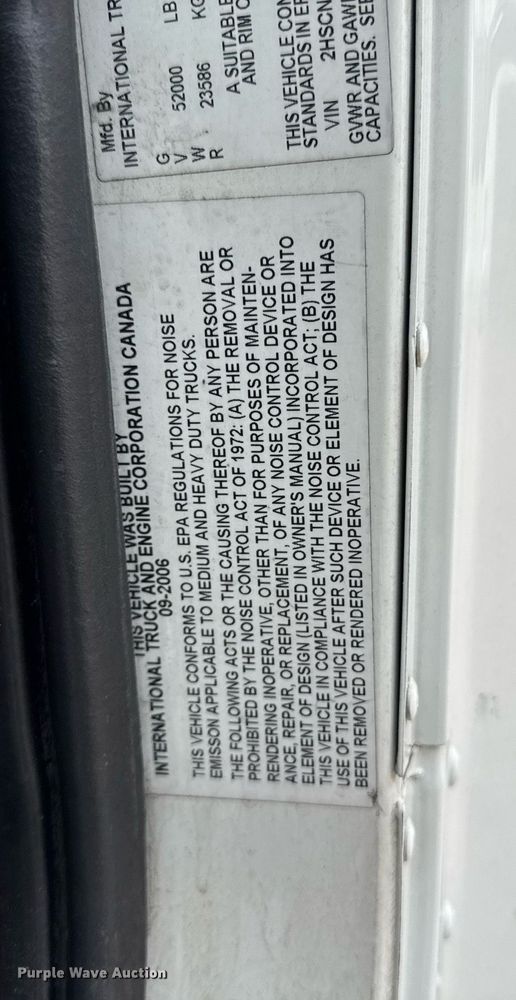 Mfd. By
INTERNATIONAL TR
G
V 52000 LB
W 23586 KG
R
A SUITABLE
AND RIM C
THIS VEHICLE CON
STANDARDS IN EF
VIN 2HSCN
GVWR AND GAW
CAPACITIES. SEE
THIS VEHICLE WAS BUILT BY
INTERNATIONAL TRUCK AND ENGINE CORPORATION CANADA
09-2006
THIS VEHICLE CONFORMS TO U.S. EPA REGULATIONS FOR NOISE
EMISSON APPLICABLE TO MEDIUM AND HEAVY DUTY TRUCKS.
THE FOLLOWING ACTS OR THE CAUSING THEREOF BY ANY PERSON ARE
PROHIBITED BY THE NOISE CONTROL ACT OF 1972: (A) THE REMOVAL OR
RENDERING INOPERATIVE, OTHER THAN FOR PURPOSES OF MAINTEN-
ANCE, REPAIR, OR REPLACEMENT, OF ANY NOISE CONTROL DEVICE OR
ELEMENT OF DESIGN (LISTED IN OWNER'S MANUAL) INCORPORATED INTO
THIS VEHICLE IN COMPLIANCE WITH THE NOISE CONTROL ACT; (B) THE
USE OF THIS VEHICLE AFTER SUCH DEVICE OR ELEMENT OF DESIGN HAS
BEEN REMOVED OR RENDERED INOPERATIVE.
Purple Wave Auction